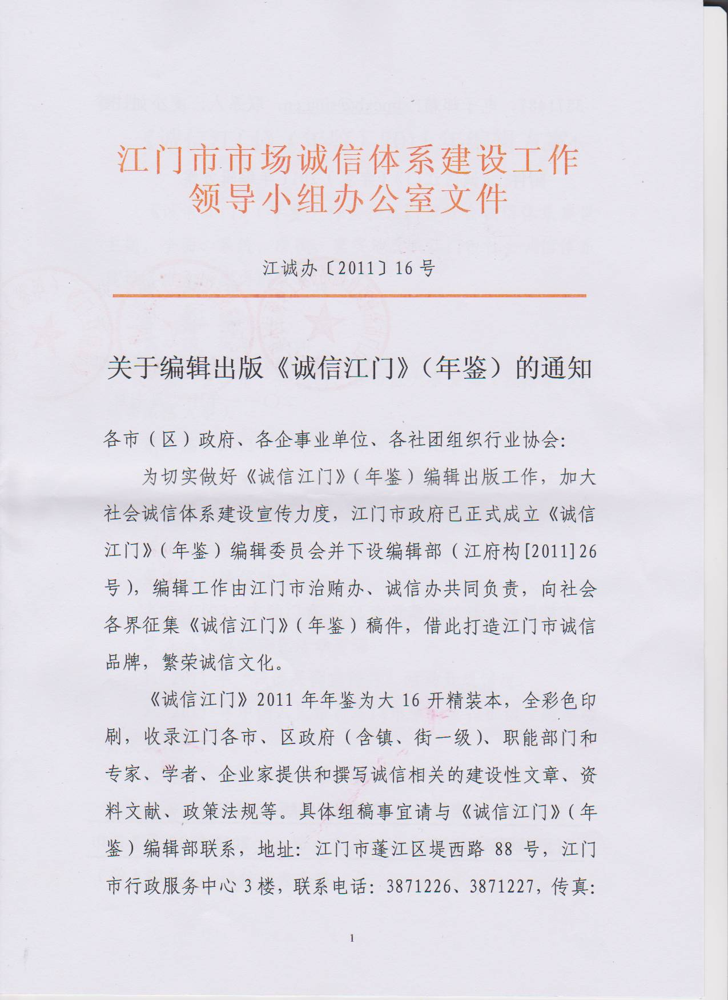 江门市市场诚信体系建设工作
领导小组办公室文件
江诚办〔2011〕16 号
关于编辑出版《诚信江门》（年鉴）的通知
各市（区）政府、各企事业单位、各社团组织行业协会：
为切实做好《诚信江门》（年鉴）编辑出版工作，加大
社会诚信体系建设宣传力度，江门市政府已正式成立《诚信
江门》（年鉴）编辑委员会并下设编辑部（江府构[2011]26
号），编辑工作由江门市治贿办、诚信办共同负责，向社会
各界征集《诚信江门》（年鉴）稿件，借此打造江门市诚信
品牌，繁荣诚信文化。
《诚信江门》2011 年年鉴为大 16 开精装本，全彩色印
刷，收录江门各市、区政府（含镇、街一级）、职能部门和
专家、学者、企业家提供和撰写诚信相关的建设性文章、资
料文献、政策法规等。具体组稿事宜请与《诚信江门》（年
鉴）编辑部联系，地址：江门市蓬江区堤西路 88 号，江门
市行政服务中心 3 楼，联系电话：3871226、3871227，传真：
1